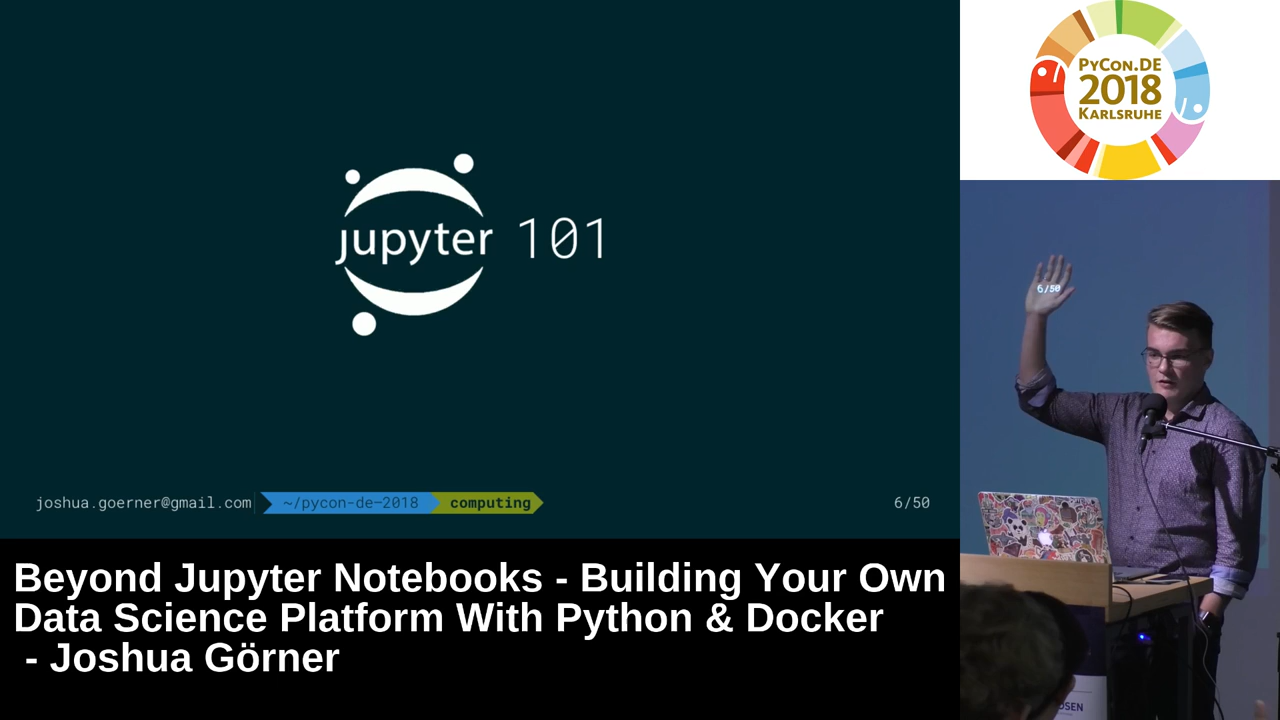 jupyter 101
joshua.goerner@gmail.com ~/pycon-de-2018 computing 6/50
Beyond Jupyter Notebooks - Building Your Own
Data Science Platform With Python & Docker
- Joshua Görner
PYCON.DE
2018
KARLSRUHE
6/50